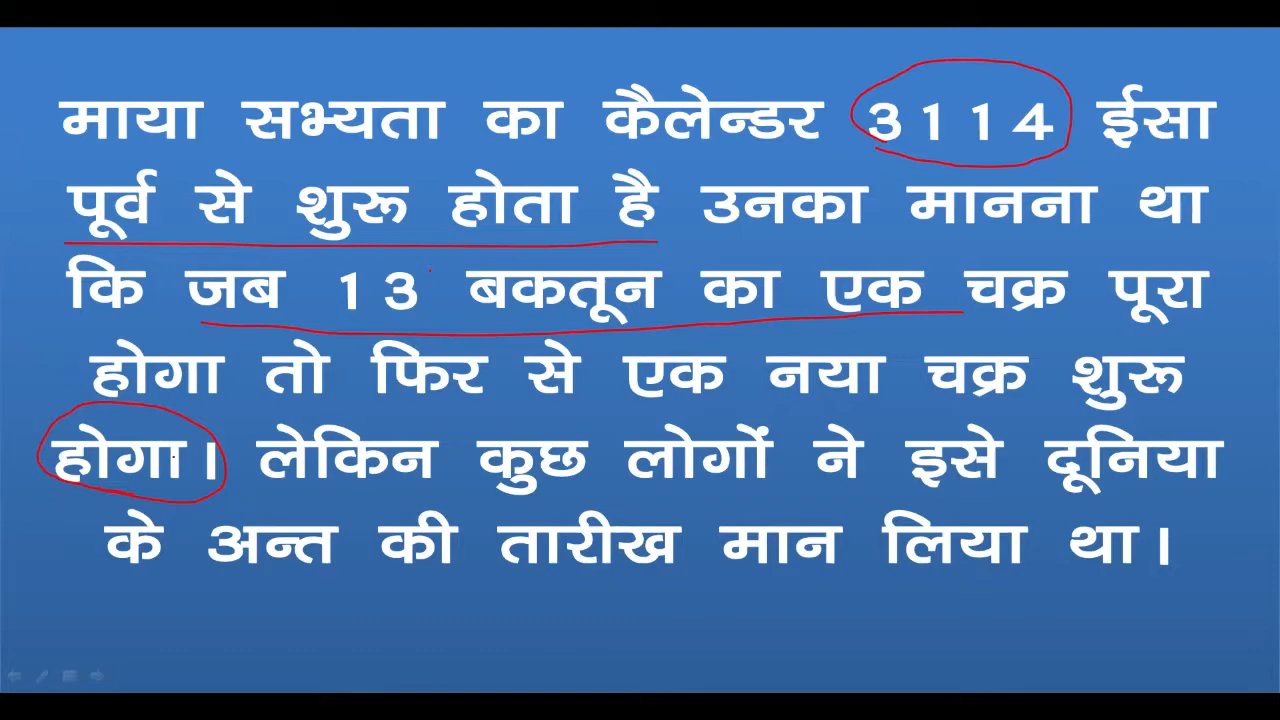 माया सभ्यता का कैलेन्डर 3114 ईसा
पूर्व से शुरू होता है उनका मानना था
कि जब 13 बकतून का एक चक्र पूरा
होगा तो फिर से एक नया चक्र शुरू
होगा। लेकिन कुछ लोगों ने इसे दूनिया
के अन्त की तारीख मान लिया था।